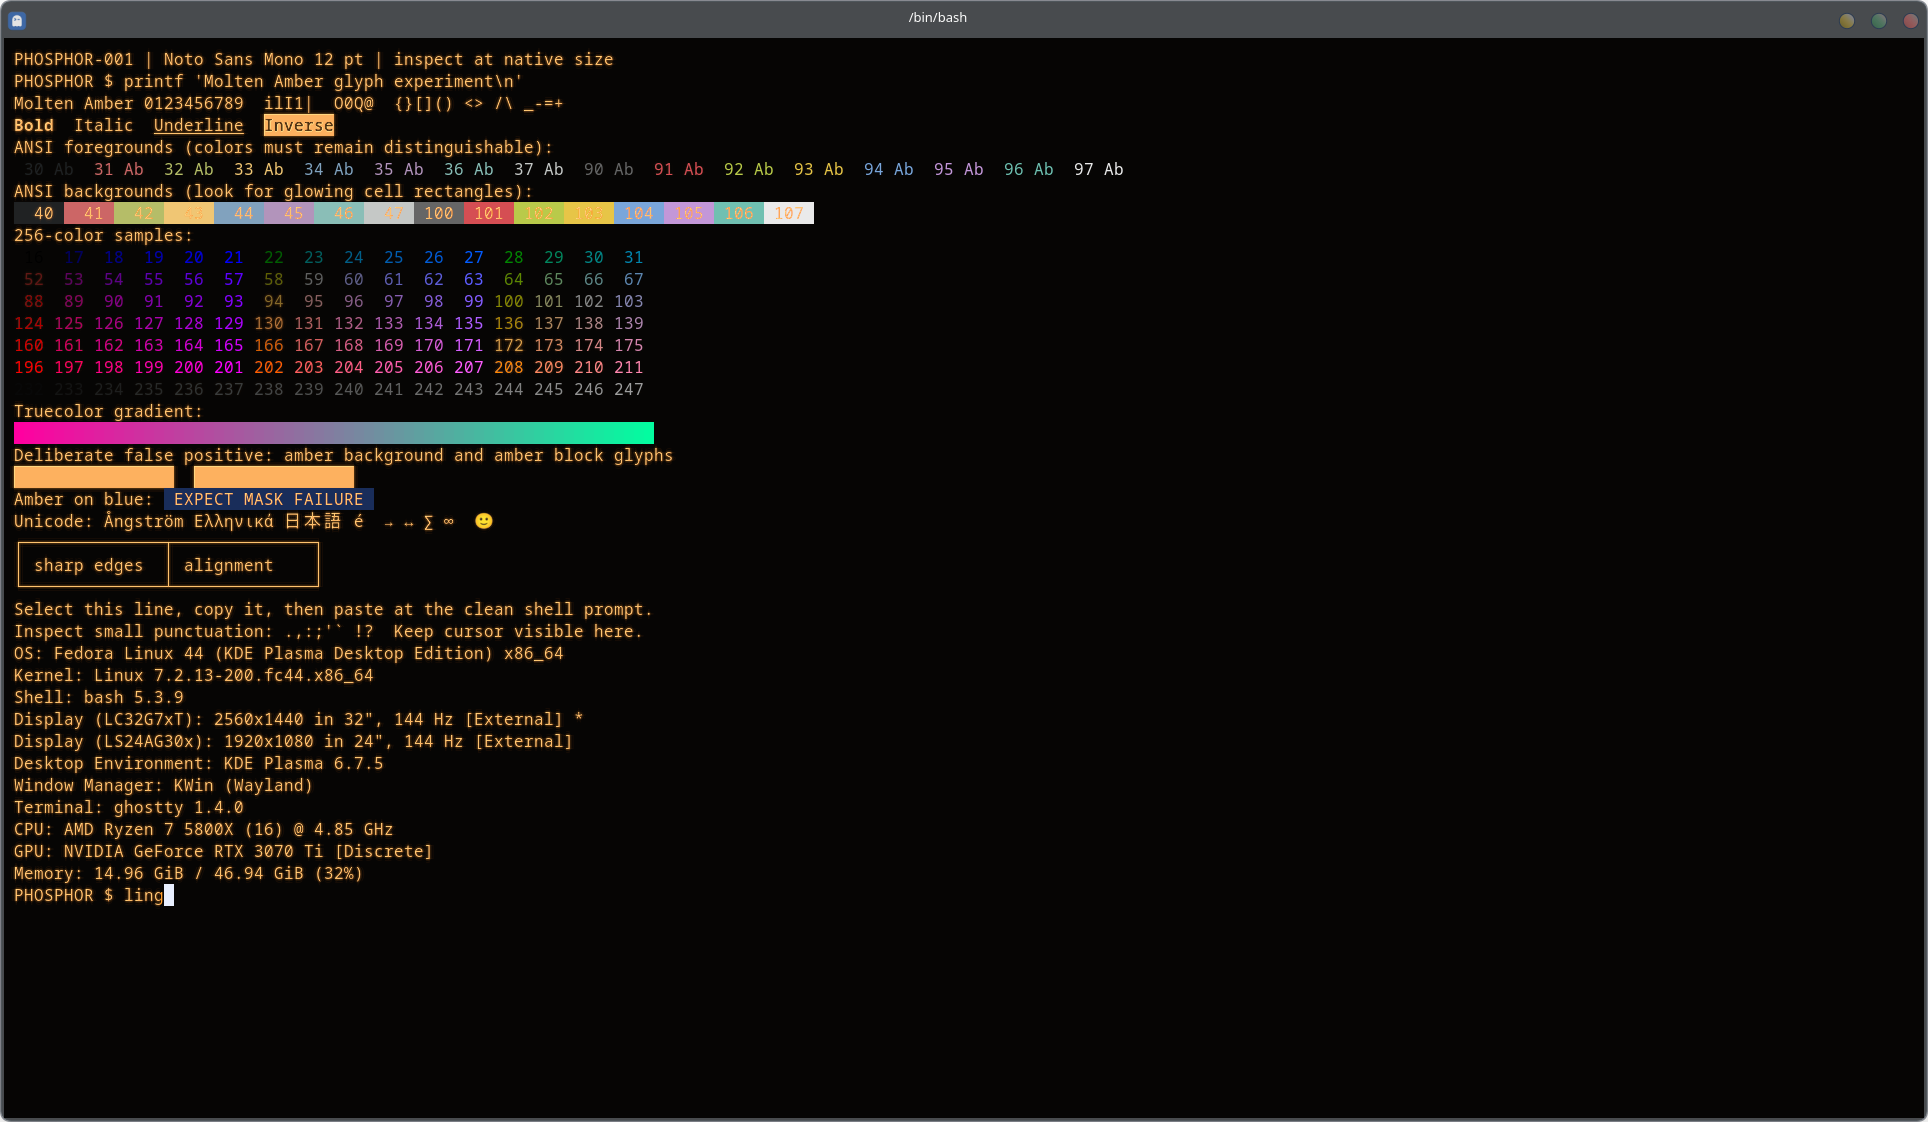 /bin/bash
PHOSPHOR-001 | Noto Sans Mono 12 pt | inspect at native size
PHOSPHOR $ printf 'Molten Amber glyph experiment\n'
Molten Amber 0123456789  ilI1|  O0Q@  {}[]() <> /\ _-=+
Bold  Italic  Underline  Inverse
ANSI foregrounds (colors must remain distinguishable):
30 Ab  31 Ab  32 Ab  33 Ab  34 Ab  35 Ab  36 Ab  37 Ab  90 Ab  91 Ab  92 Ab  93 Ab  94 Ab  95 Ab  96 Ab  97 Ab
ANSI backgrounds (look for glowing cell rectangles):
40  41  42  43  44  45  46  47  100  101  102  103  104  105  106  107
256-color samples:
17  18  19  20  21  22  23  24  25  26  27  28  29  30  31
52  53  54  55  56  57  58  59  60  61  62  63  64  65  66  67
88  89  90  91  92  93  94  95  96  97  98  99 100 101 102 103
124 125 126 127 128 129 130 131 132 133 134 135 136 137 138 139
160 161 162 163 164 165 166 167 168 169 170 171 172 173 174 175
196 197 198 199 200 201 202 203 204 205 206 207 208 209 210 211
233 234 235 236 237 238 239 240 241 242 243 244 245 246 247
Truecolor gradient:
Deliberate false positive: amber background and amber block glyphs
Amber on blue:  EXPECT MASK FAILURE
Unicode: Ångström Ελληνικά 日本語 é  → ↔ ∑ ∞  🙂
sharp edges  alignment
Select this line, copy it, then paste at the clean shell prompt.
Inspect small punctuation: .,:;'` !?  Keep cursor visible here.
OS: Fedora Linux 44 (KDE Plasma Desktop Edition) x86_64
Kernel: Linux 7.2.13-200.fc44.x86_64
Shell: bash 5.3.9
Display (LC32G7xT): 2560x1440 in 32", 144 Hz [External] *
Display (LS24AG30x): 1920x1080 in 24", 144 Hz [External]
Desktop Environment: KDE Plasma 6.7.5
Window Manager: KWin (Wayland)
Terminal: ghostty 1.4.0
CPU: AMD Ryzen 7 5800X (16) @ 4.85 GHz
GPU: NVIDIA GeForce RTX 3070 Ti [Discrete]
Memory: 14.96 GiB / 46.94 GiB (32%)
PHOSPHOR $ ling